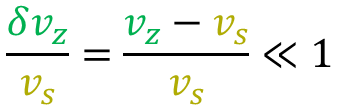 δv_z / v_s = (v_z − v_s) / v_s ≪ 1